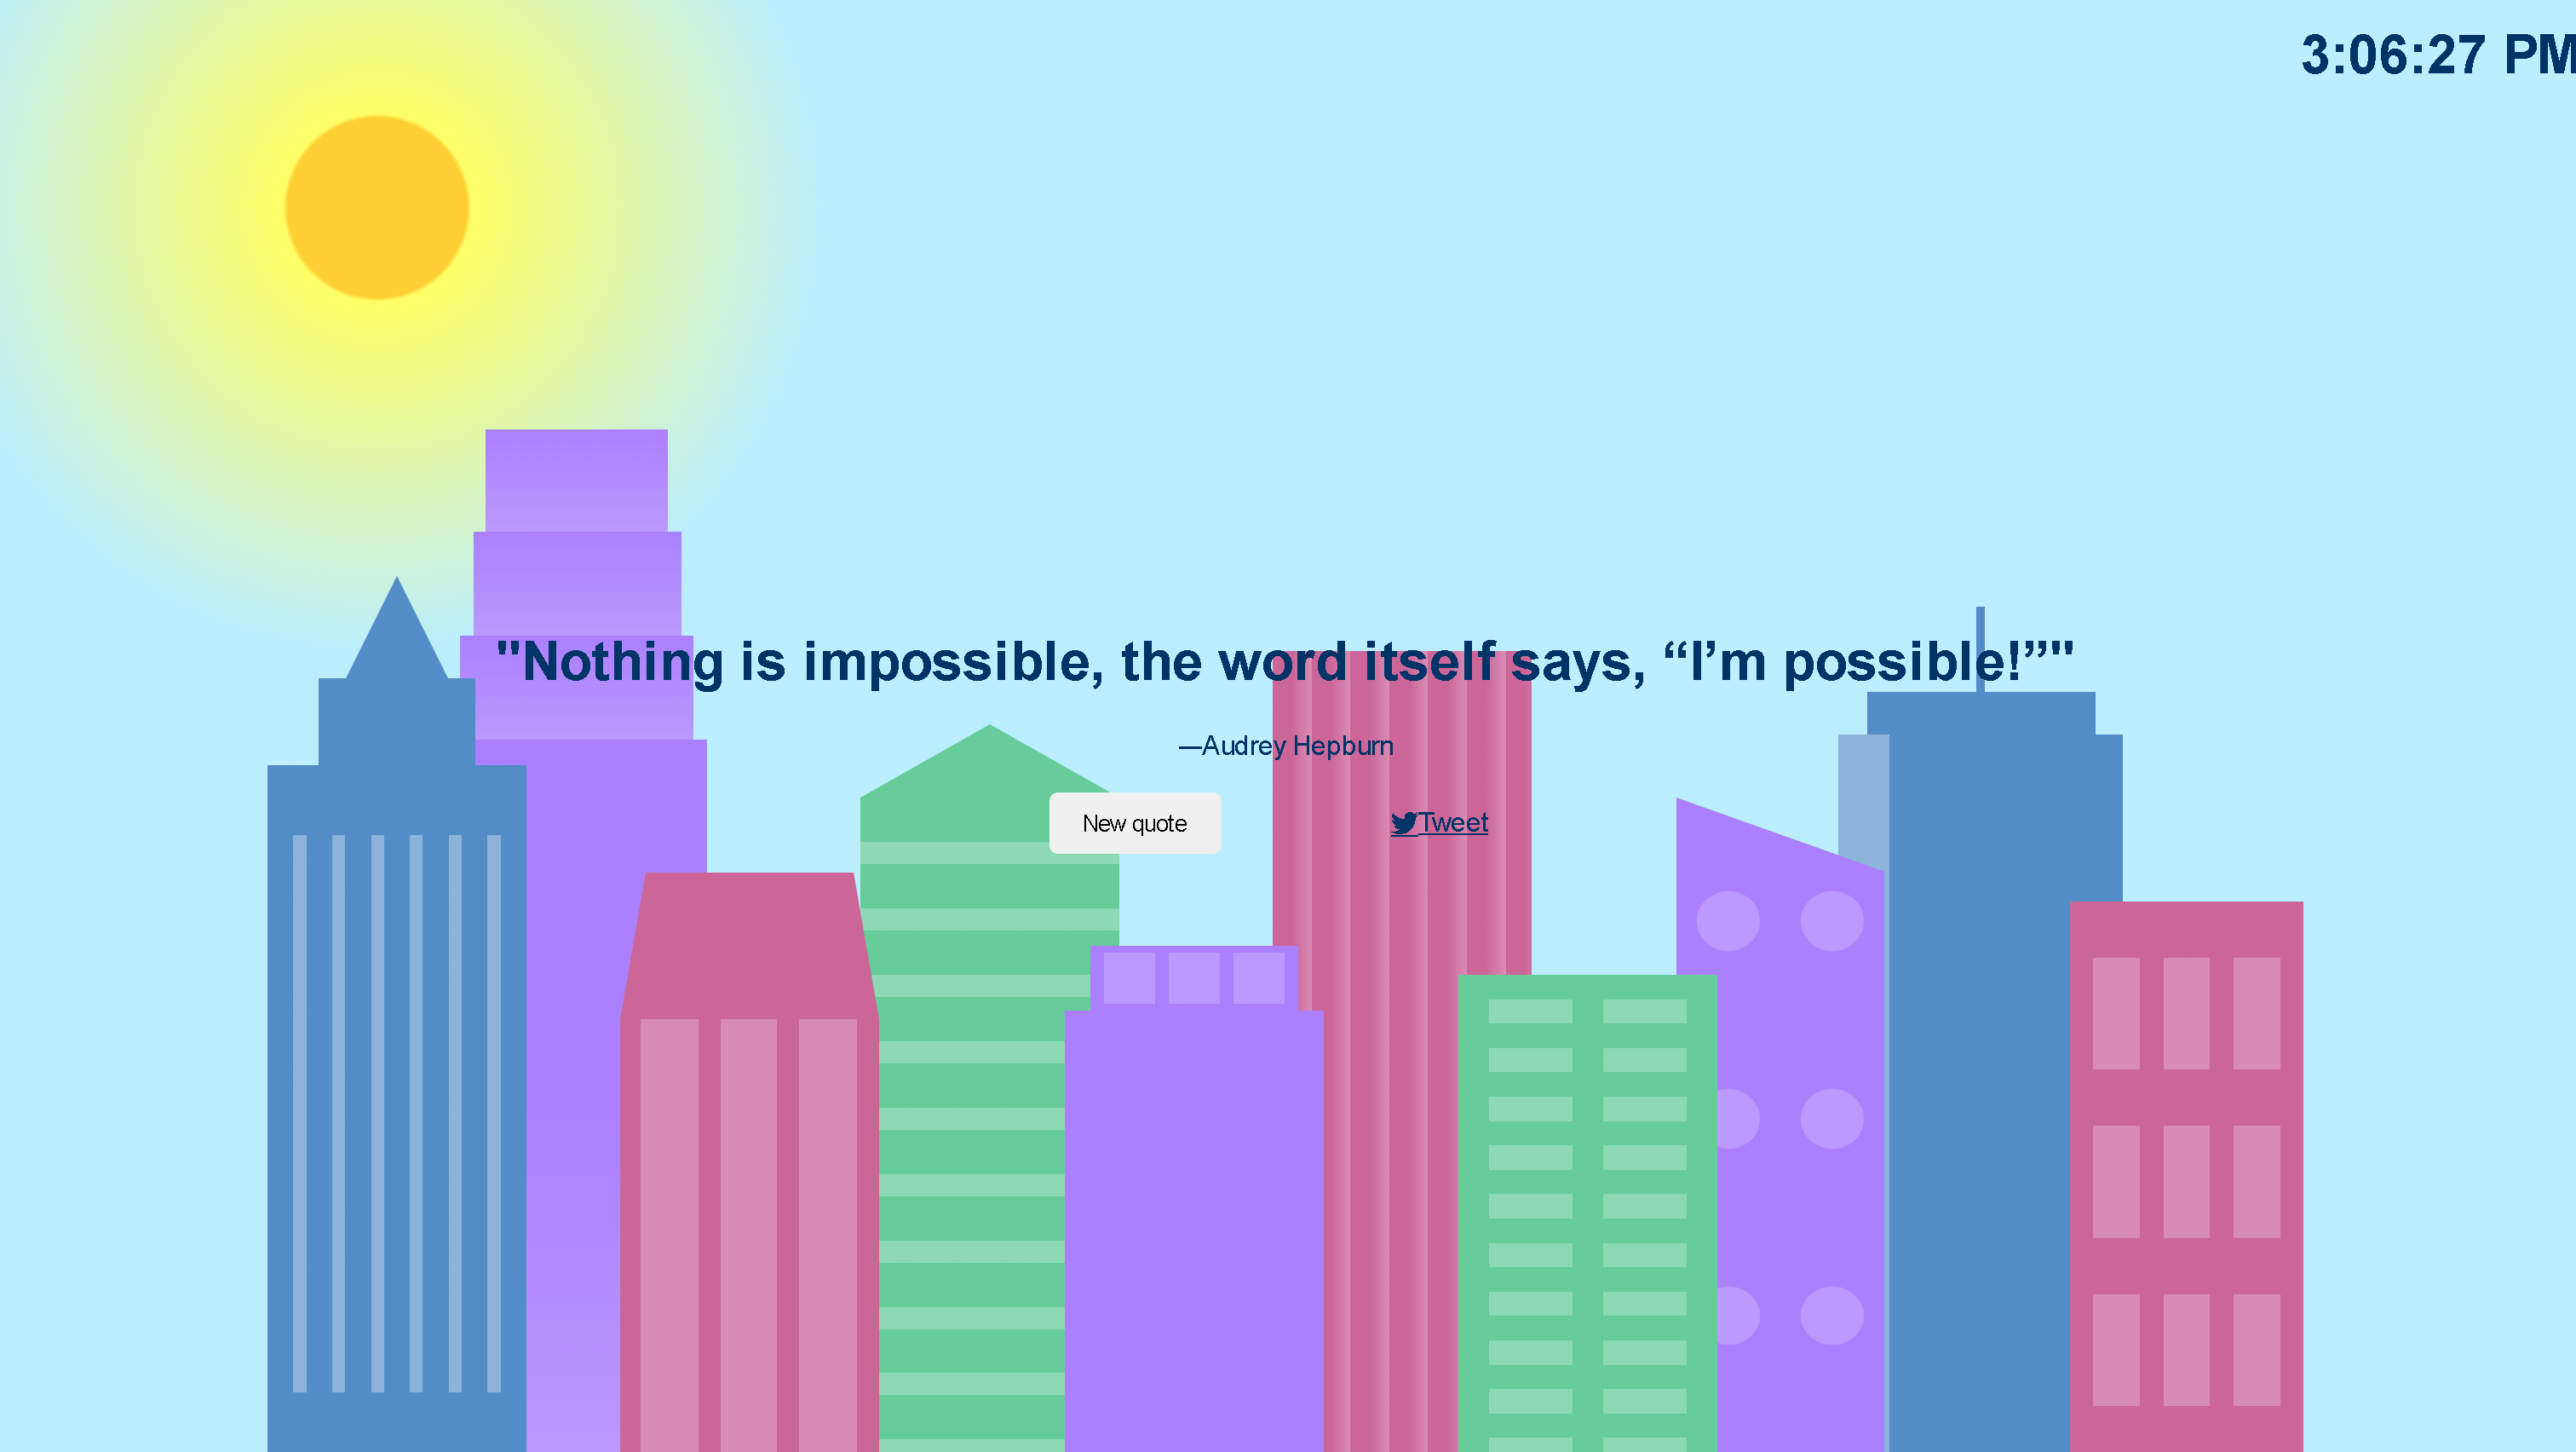 3:06:27 PM
"Nothing is impossible, the word itself says, “I’m possible!”"
—Audrey Hepburn
New quote
Tweet